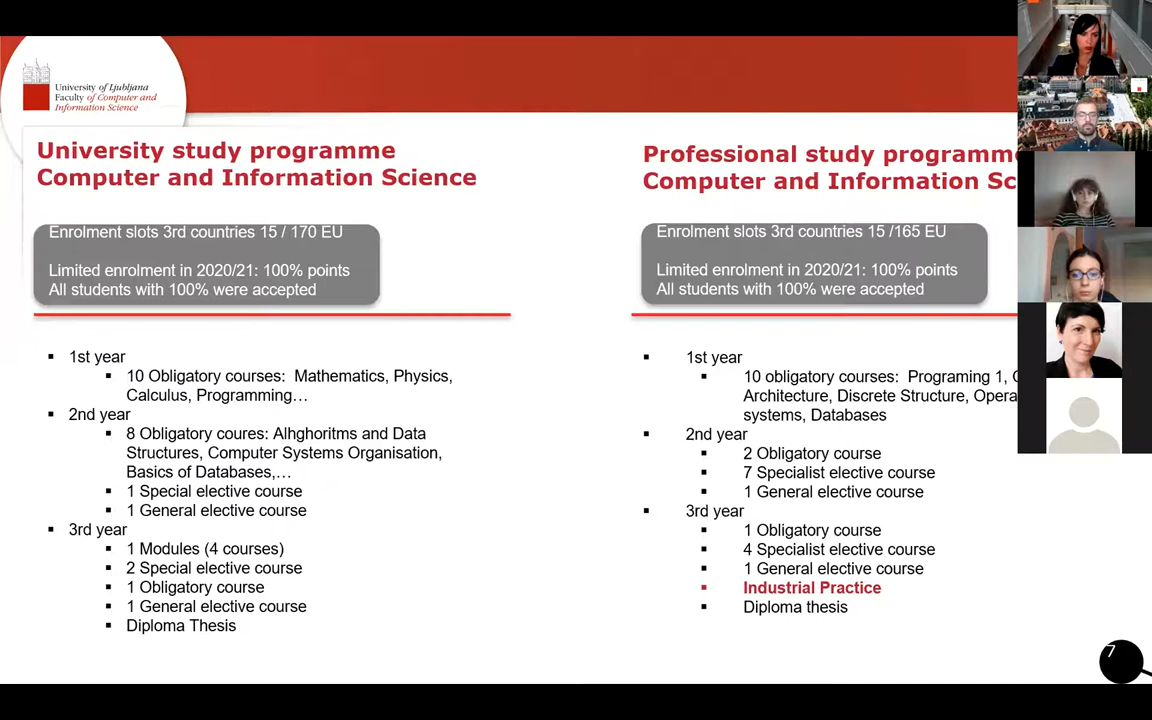 University of Ljubljana
Faculty of Computer and
Information Science
University study programme
Computer and Information Science
Enrolment slots 3rd countries 15 / 170 EU
Limited enrolment in 2020/21: 100% points
All students with 100% were accepted
1st year
10 Obligatory courses: Mathematics, Physics,
Calculus, Programming…
2nd year
8 Obligatory coures: Alhghoritms and Data
Structures, Computer Systems Organisation,
Basics of Databases,…
1 Special elective course
1 General elective course
3rd year
1 Modules (4 courses)
2 Special elective course
1 Obligatory course
1 General elective course
Diploma Thesis
Professional study programm
Computer and Information Sc
Enrolment slots 3rd countries 15 /165 EU
Limited enrolment in 2020/21: 100% points
All students with 100% were accepted
1st year
10 obligatory courses: Programing 1,
Architecture, Discrete Structure, Opera
systems, Databases
2nd year
2 Obligatory course
7 Specialist elective course
1 General elective course
3rd year
1 Obligatory course
4 Specialist elective course
1 General elective course
Industrial Practice
Diploma thesis
7